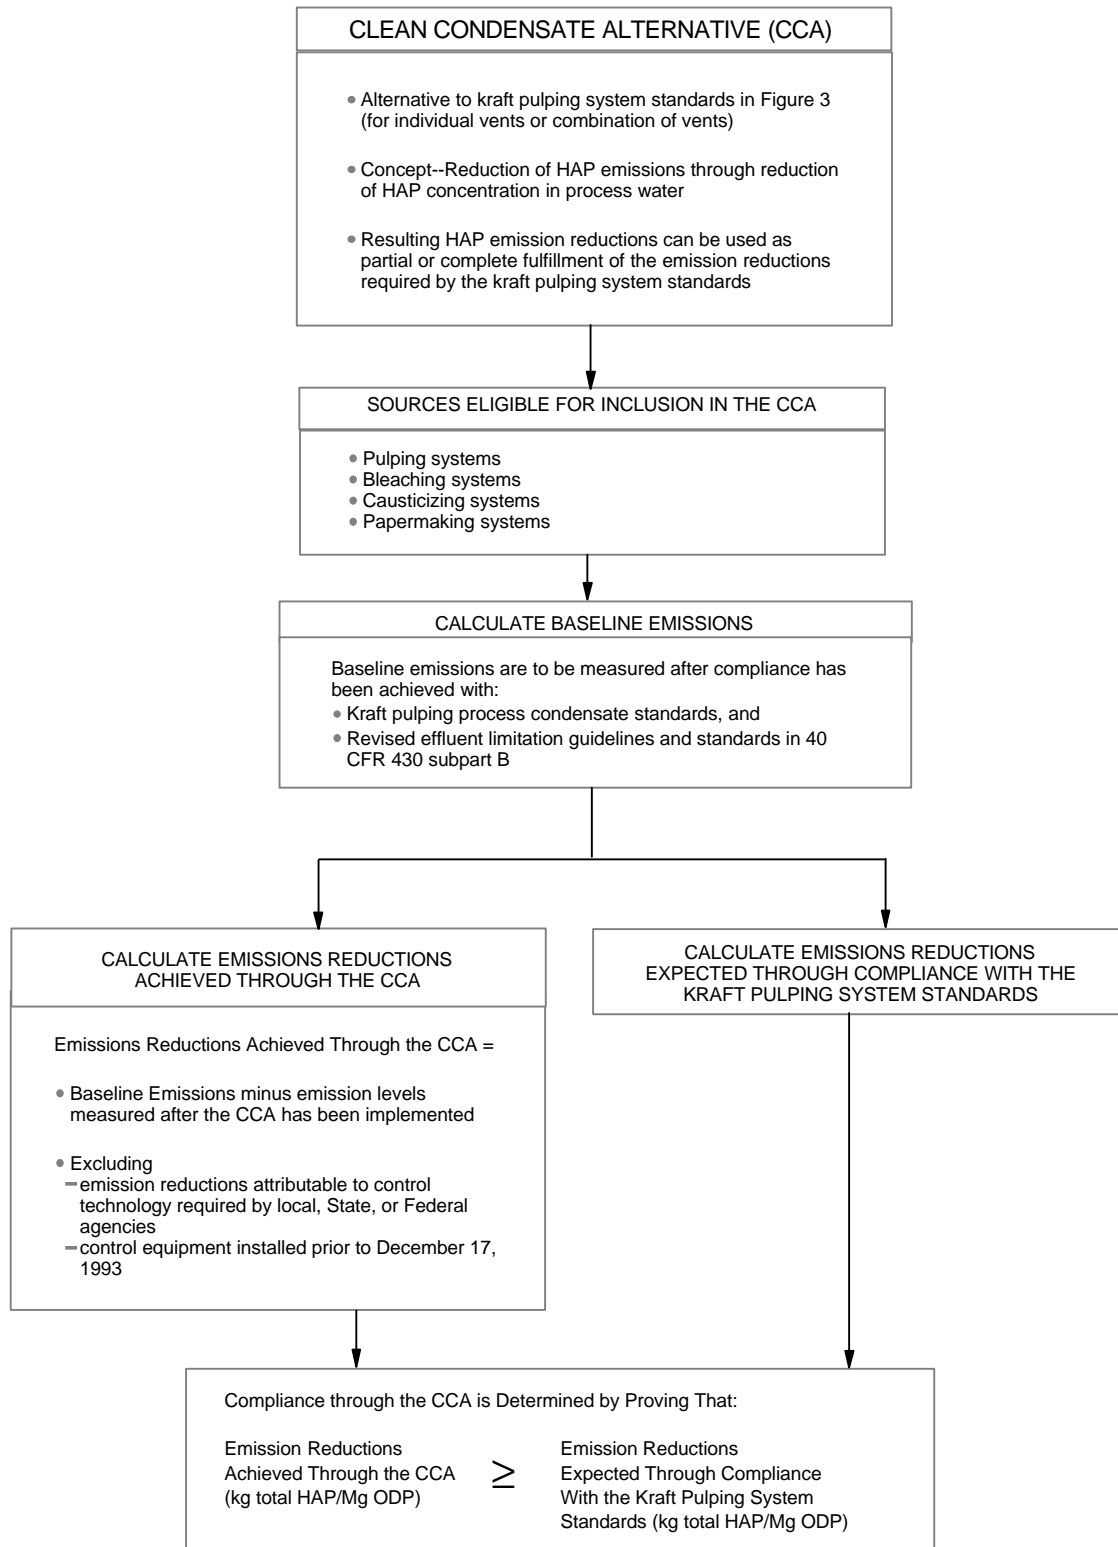 CLEAN CONDENSATE ALTERNATIVE (CCA)
• Alternative to kraft pulping system standards in Figure 3
(for individual vents or combination of vents)
• Concept--Reduction of HAP emissions through reduction
of HAP concentration in process water
• Resulting HAP emission reductions can be used as
partial or complete fulfillment of the emission reductions
required by the kraft pulping system standards
SOURCES ELIGIBLE FOR INCLUSION IN THE CCA
• Pulping systems
• Bleaching systems
• Causticizing systems
• Papermaking systems
CALCULATE BASELINE EMISSIONS
Baseline emissions are to be measured after compliance has
been achieved with:
• Kraft pulping process condensate standards, and
• Revised effluent limitation guidelines and standards in 40
CFR 430 subpart B
CALCULATE EMISSIONS REDUCTIONS
ACHIEVED THROUGH THE CCA
Emissions Reductions Achieved Through the CCA =
• Baseline Emissions minus emission levels
measured after the CCA has been implemented
• Excluding
– emission reductions attributable to control
technology required by local, State, or Federal
agencies
– control equipment installed prior to December 17,
1993
CALCULATE EMISSIONS REDUCTIONS
EXPECTED THROUGH COMPLIANCE WITH THE
KRAFT PULPING SYSTEM STANDARDS
Compliance through the CCA is Determined by Proving That:
Emission Reductions
Achieved Through the CCA
(kg total HAP/Mg ODP)
≥
Emission Reductions
Expected Through Compliance
With the Kraft Pulping System
Standards (kg total HAP/Mg ODP)